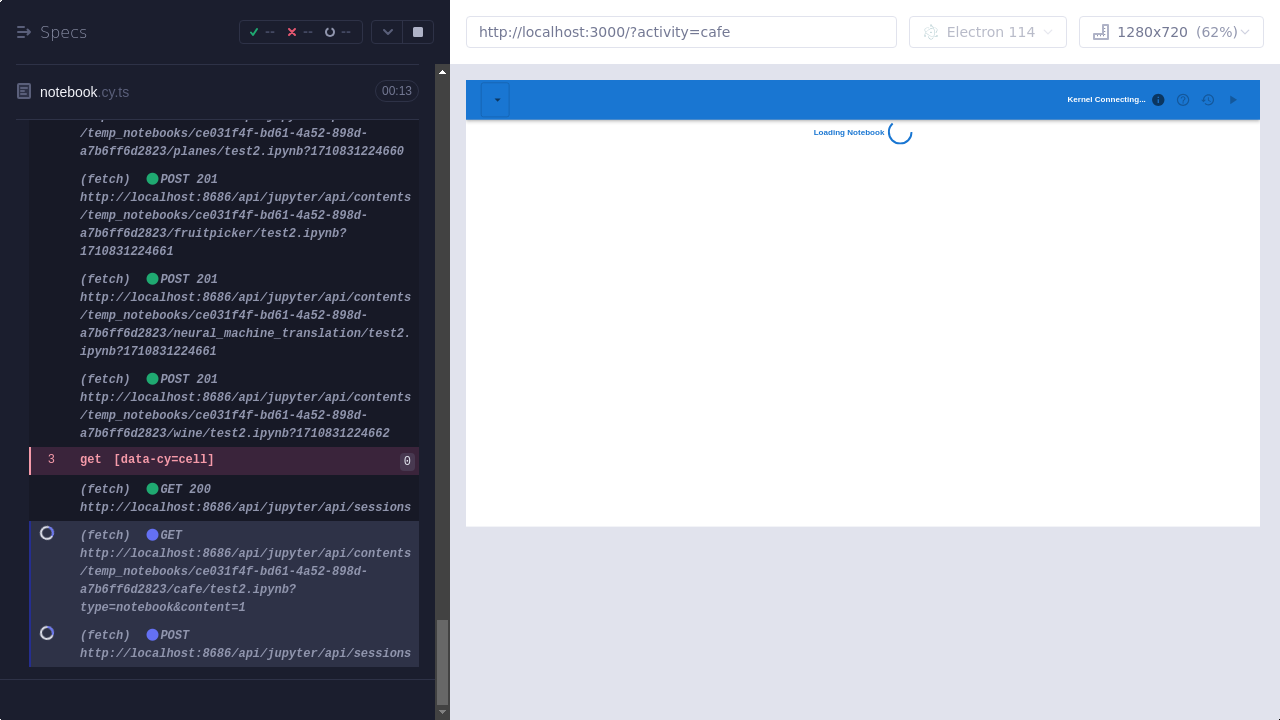 Specs
--
--
--
http://localhost:3000/?activity=cafe
Electron 114
1280x720 (62%)
notebook.cy.ts
00:13
/temp_notebooks/ce031f4f-bd61-4a52-898d-
a7b6ff6d2823/planes/test2.ipynb?1710831224660
(fetch) POST 201
http://localhost:8686/api/jupyter/api/contents
/temp_notebooks/ce031f4f-bd61-4a52-898d-
a7b6ff6d2823/fruitpicker/test2.ipynb?
1710831224661
(fetch) POST 201
http://localhost:8686/api/jupyter/api/contents
/temp_notebooks/ce031f4f-bd61-4a52-898d-
a7b6ff6d2823/neural_machine_translation/test2.
ipynb?1710831224661
(fetch) POST 201
http://localhost:8686/api/jupyter/api/contents
/temp_notebooks/ce031f4f-bd61-4a52-898d-
a7b6ff6d2823/wine/test2.ipynb?1710831224662
3 get [data-cy=cell] 0
(fetch) GET 200
http://localhost:8686/api/jupyter/api/sessions
(fetch) GET
http://localhost:8686/api/jupyter/api/contents
/temp_notebooks/ce031f4f-bd61-4a52-898d-
a7b6ff6d2823/cafe/test2.ipynb?
type=notebook&content=1
(fetch) POST
http://localhost:8686/api/jupyter/api/sessions
Kernel Connecting...
Loading Notebook